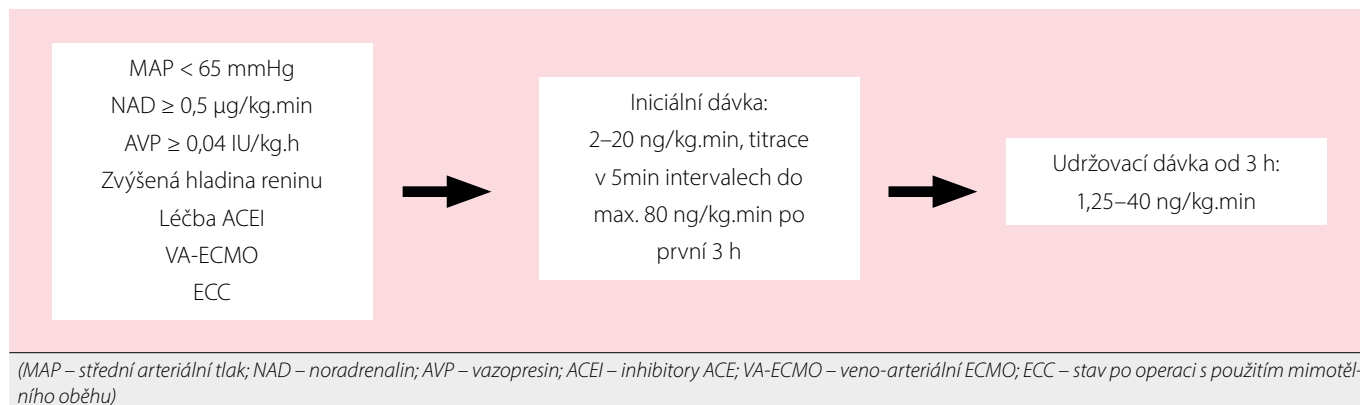 MAP < 65 mmHg
NAD ≥ 0,5 µg/kg.min
AVP ≥ 0,04 IU/kg.h
Zvýšená hladina reninu
Léčba ACEI
VA-ECMO
ECC
Iniciální dávka:
2–20 ng/kg.min, titrace
v 5min intervalech do
max. 80 ng/kg.min po
první 3 h
Udržovací dávka od 3 h:
1,25–40 ng/kg.min
(MAP – střední arteriální tlak; NAD – noradrenalin; AVP – vazopresin; ACEI – inhibitory ACE; VA-ECMO – veno-arteriální ECMO; ECC – stav po operaci s použitím mimotěl-
ního oběhu)